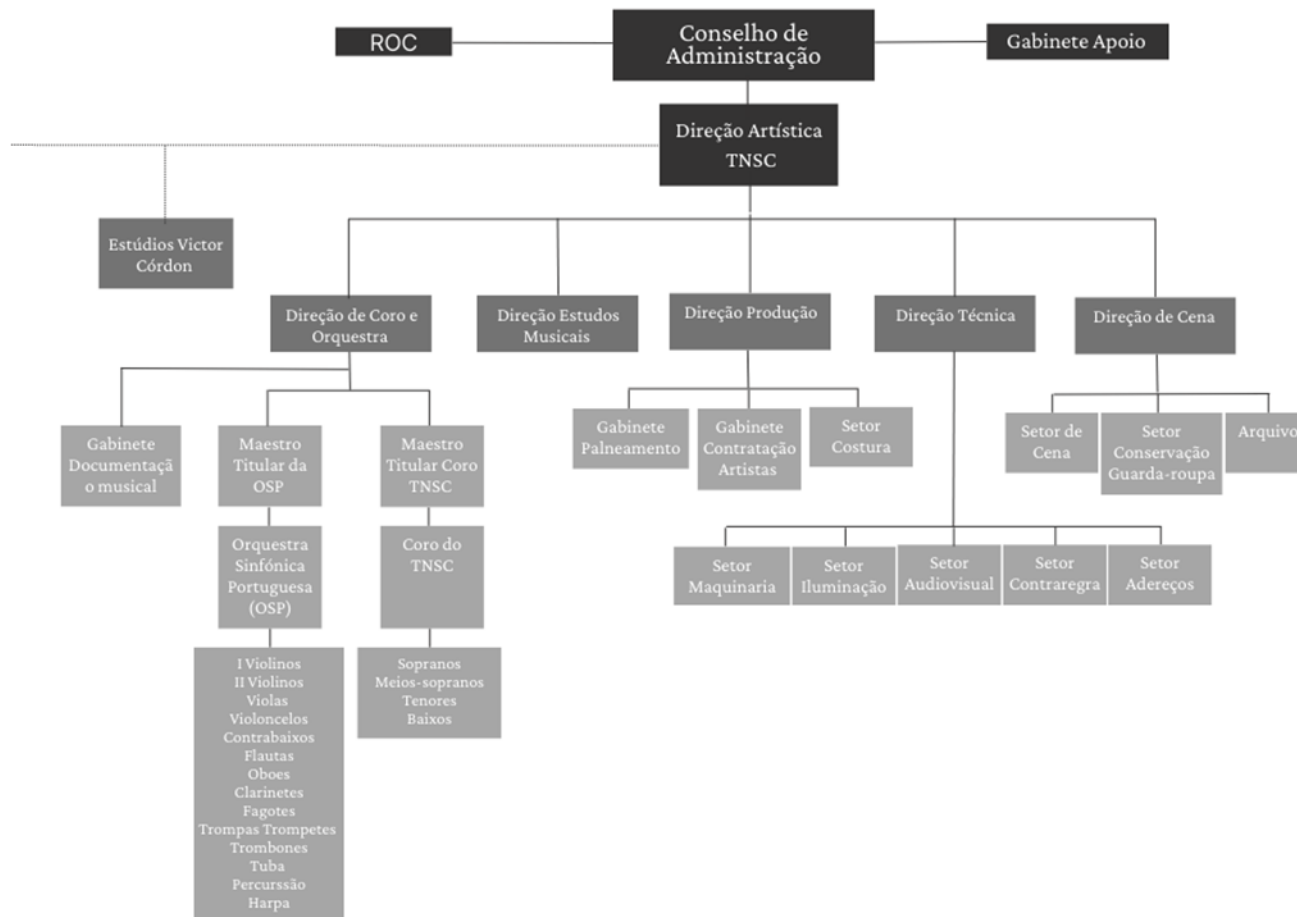 ROC
Conselho de
Administração
Gabinete Apoio
Direção Artística
TNSC
Estúdios Victor
Córdon
Direção de Coro e
Orquestra
Direção Estudos
Musicais
Direção Produção
Direção Técnica
Direção de Cena
Gabinete
Documentaçã
o musical
Maestro
Titular da
OSP
Maestro
Titular Coro
TNSC
Gabinete
Palneamento
Gabinete
Contratação
Artistas
Setor
Costura
Setor de
Cena
Setor
Conservação
Guarda-roupa
Arquivo
Orquestra
Sinfónica
Portuguesa
(OSP)
Coro do
TNSC
Setor
Maquinaria
Setor
Iluminação
Setor
Audiovisual
Setor
Contraregra
Setor
Adereços
I Violinos
II Violinos
Violas
Violoncelos
Contrabaixos
Flautas
Oboes
Clarinetes
Fagotes
Trompas Trompetes
Trombones
Tuba
Percurssão
Harpa
Sopranos
Meios-sopranos
Tenores
Baixos